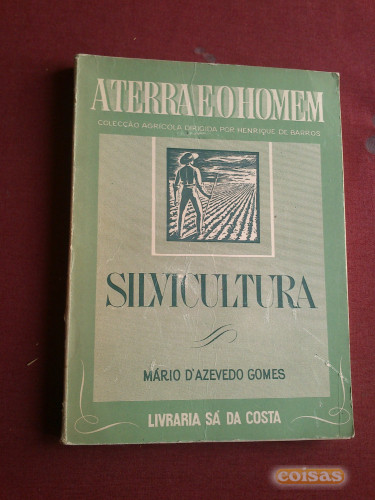 A TERRA E O HOMEM
COLECÇÃO AGRÍCOLA DIRIGIDA POR HENRIQUE DE BARROS
SILVICULTURA
MÁRIO D'AZEVEDO GOMES
LIVRARIA SÁ DA COSTA
coisas